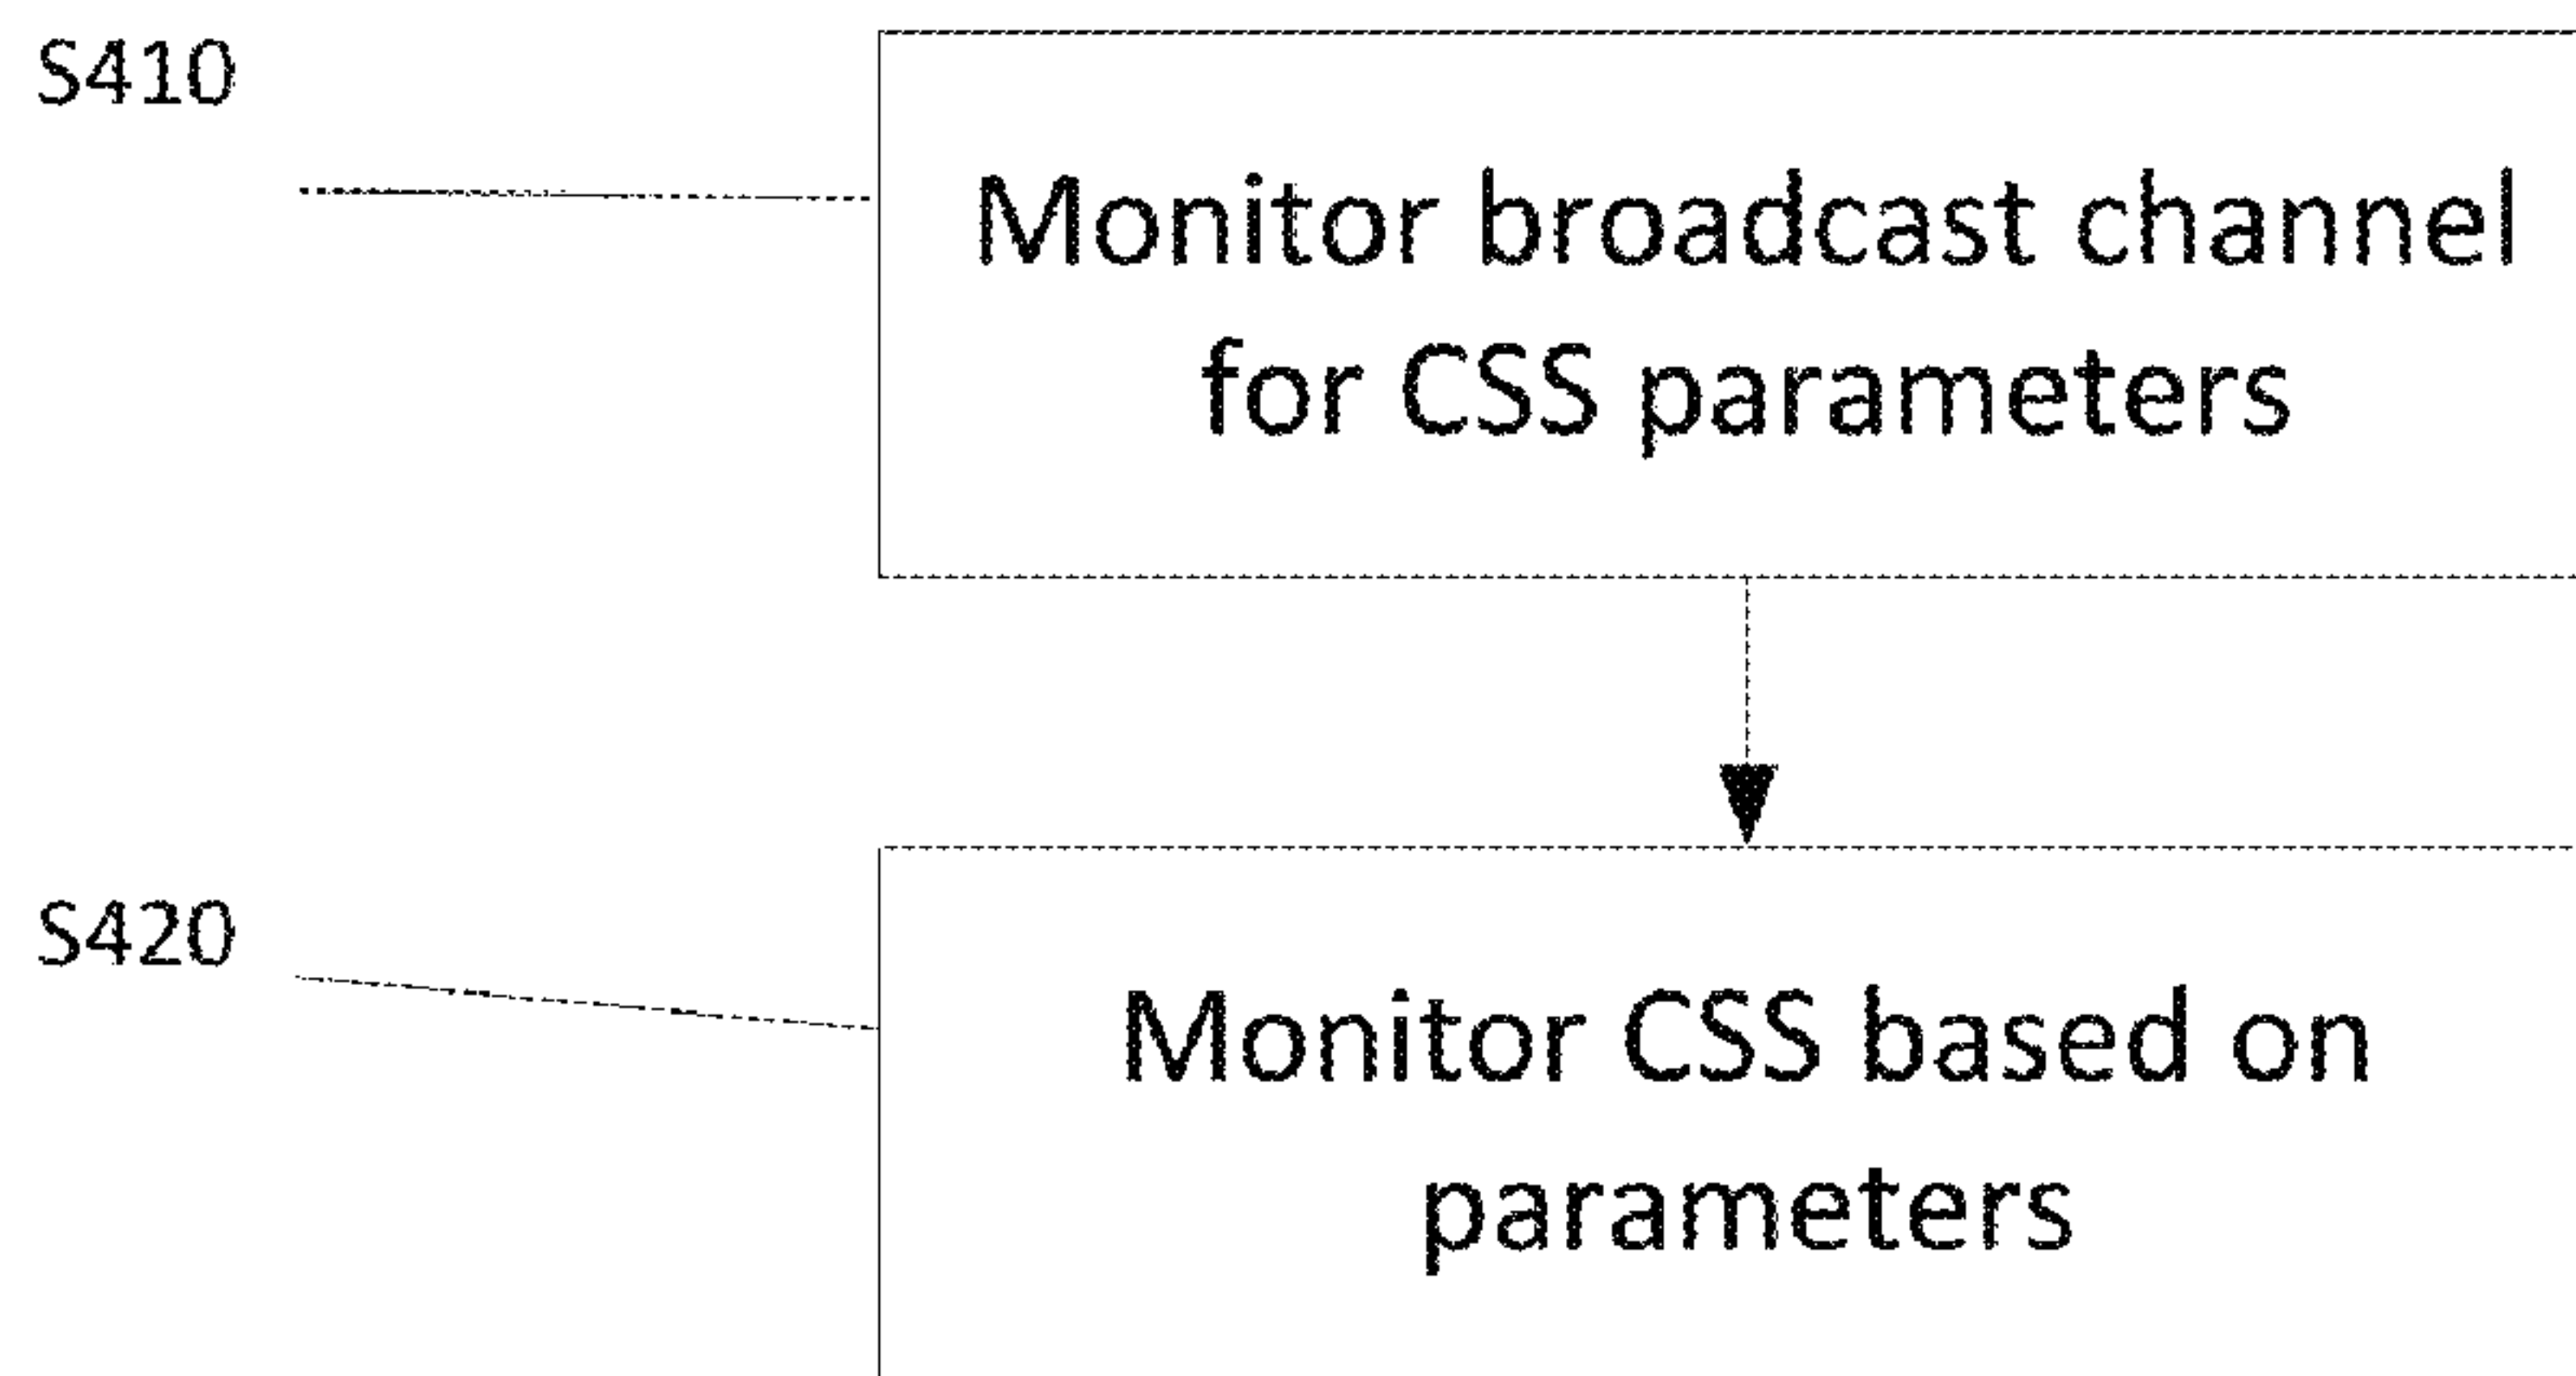 S410
Monitor broadcast channel
for CSS parameters
S420
Monitor CSS based on
parameters